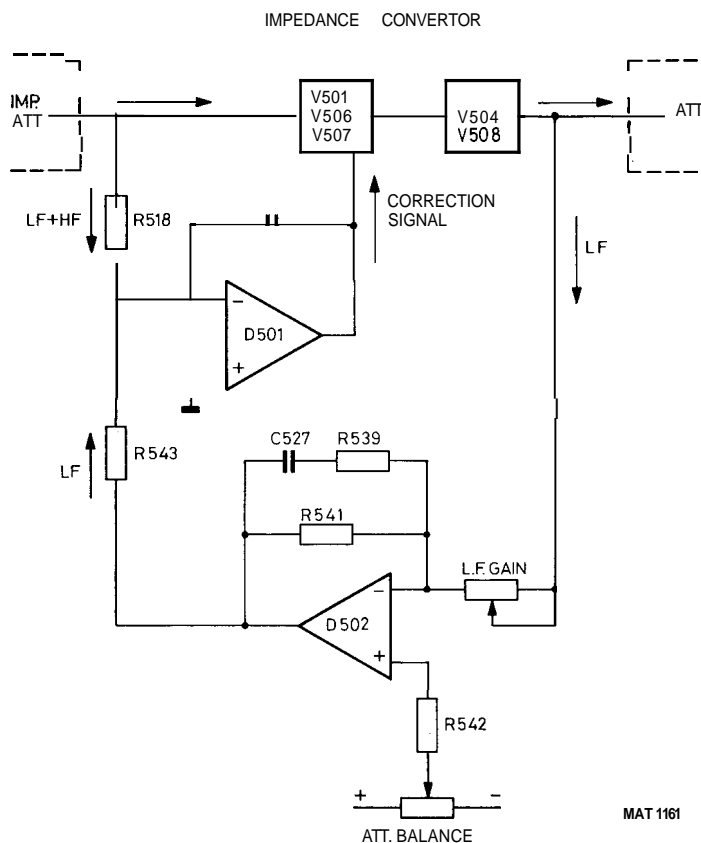 IMPEDANCE CONVERTOR
IMP.
ATT
V501
V506
V507
V504
V508
ATT
LF+HF
R518
CORRECTION
SIGNAL
LF
−
D501
+
R543
LF
C527
R539
R541
L.F. GAIN
−
D502
+
R542
+
−
ATT. BALANCE
MAT 1161